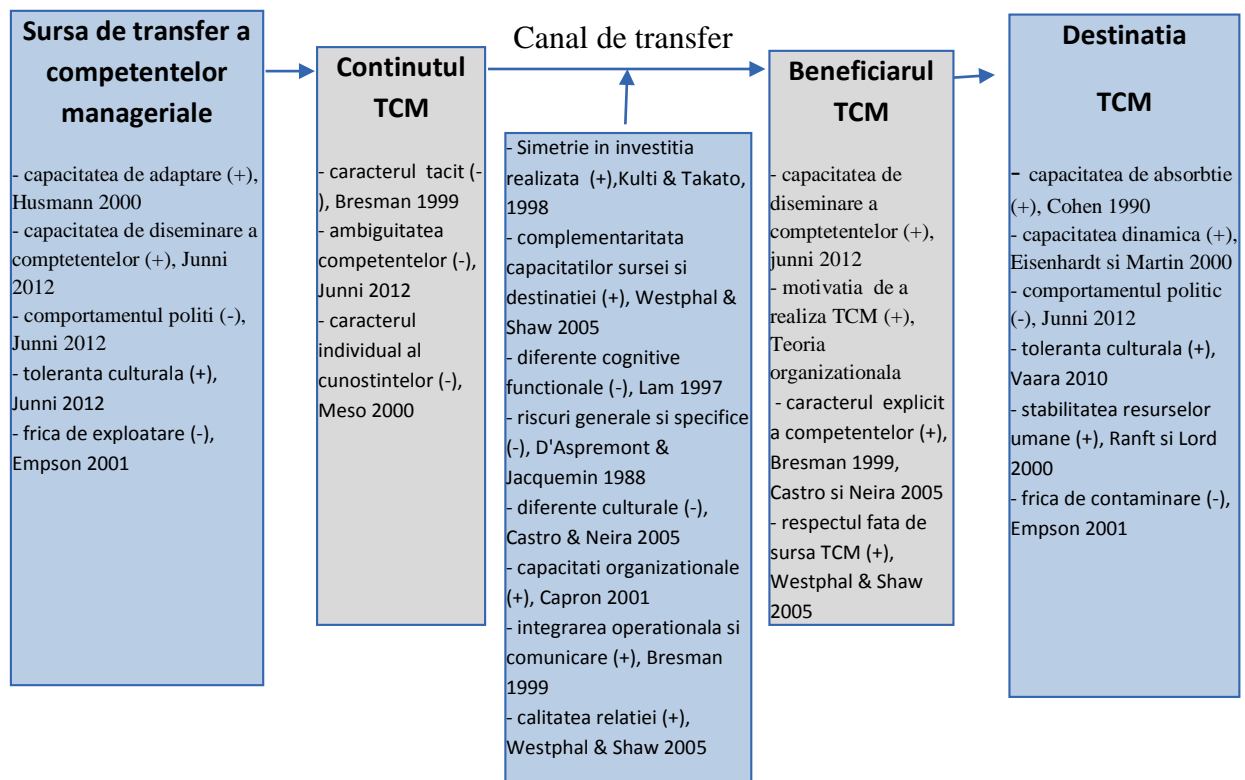 Sursa de transfer a
competentelor
manageriale
- capacitatea de adaptare (+),
Husmann 2000
- capacitatea de diseminare a
comptetentelor (+), Junni
2012
- comportamentul politi (-),
Junni 2012
- toleranta culturala (+),
Junni 2012
- frica de exploatare (-),
Empson 2001
Continutul
TCM
- caracterul tacit (-
), Bresman 1999
- ambiguitatea
competentelor (-),
Junni 2012
- caracterul
individual al
cunostintelor (-),
Meso 2000
Canal de transfer
- Simetrie in investitia
realizata (+),Kulti & Takato,
1998
- complementaritata
capacitatilor sursei si
destinatiei (+), Westphal &
Shaw 2005
- diferente cognitive
functionale (-), Lam 1997
- riscuri generale si specifice
(-), D'Aspremont &
Jacquemin 1988
- diferente culturale (-),
Castro & Neira 2005
- capacitati organizationale
(+), Capron 2001
- integrarea operationala si
comunicare (+), Bresman
1999
- calitatea relatiei (+),
Westphal & Shaw 2005
Beneficiarul
TCM
- capacitatea de
diseminare a
comptetentelor (+),
junni 2012
- motivatia de a
realiza TCM (+),
Teoria
organizationala
- caracterul explicit
a competentelor (+),
Bresman 1999,
Castro si Neira 2005
- respectul fata de
sursa TCM (+),
Westphal & Shaw
2005
Destinatia
TCM
- capacitatea de absorbtie
(+), Cohen 1990
- capacitatea dinamica (+),
Eisenhardt si Martin 2000
- comportamentul politic
(-), Junni 2012
- toleranta culturala (+),
Vaara 2010
- stabilitatea resurselor
umane (+), Ranft si Lord
2000
- frica de contaminare (-),
Empson 2001